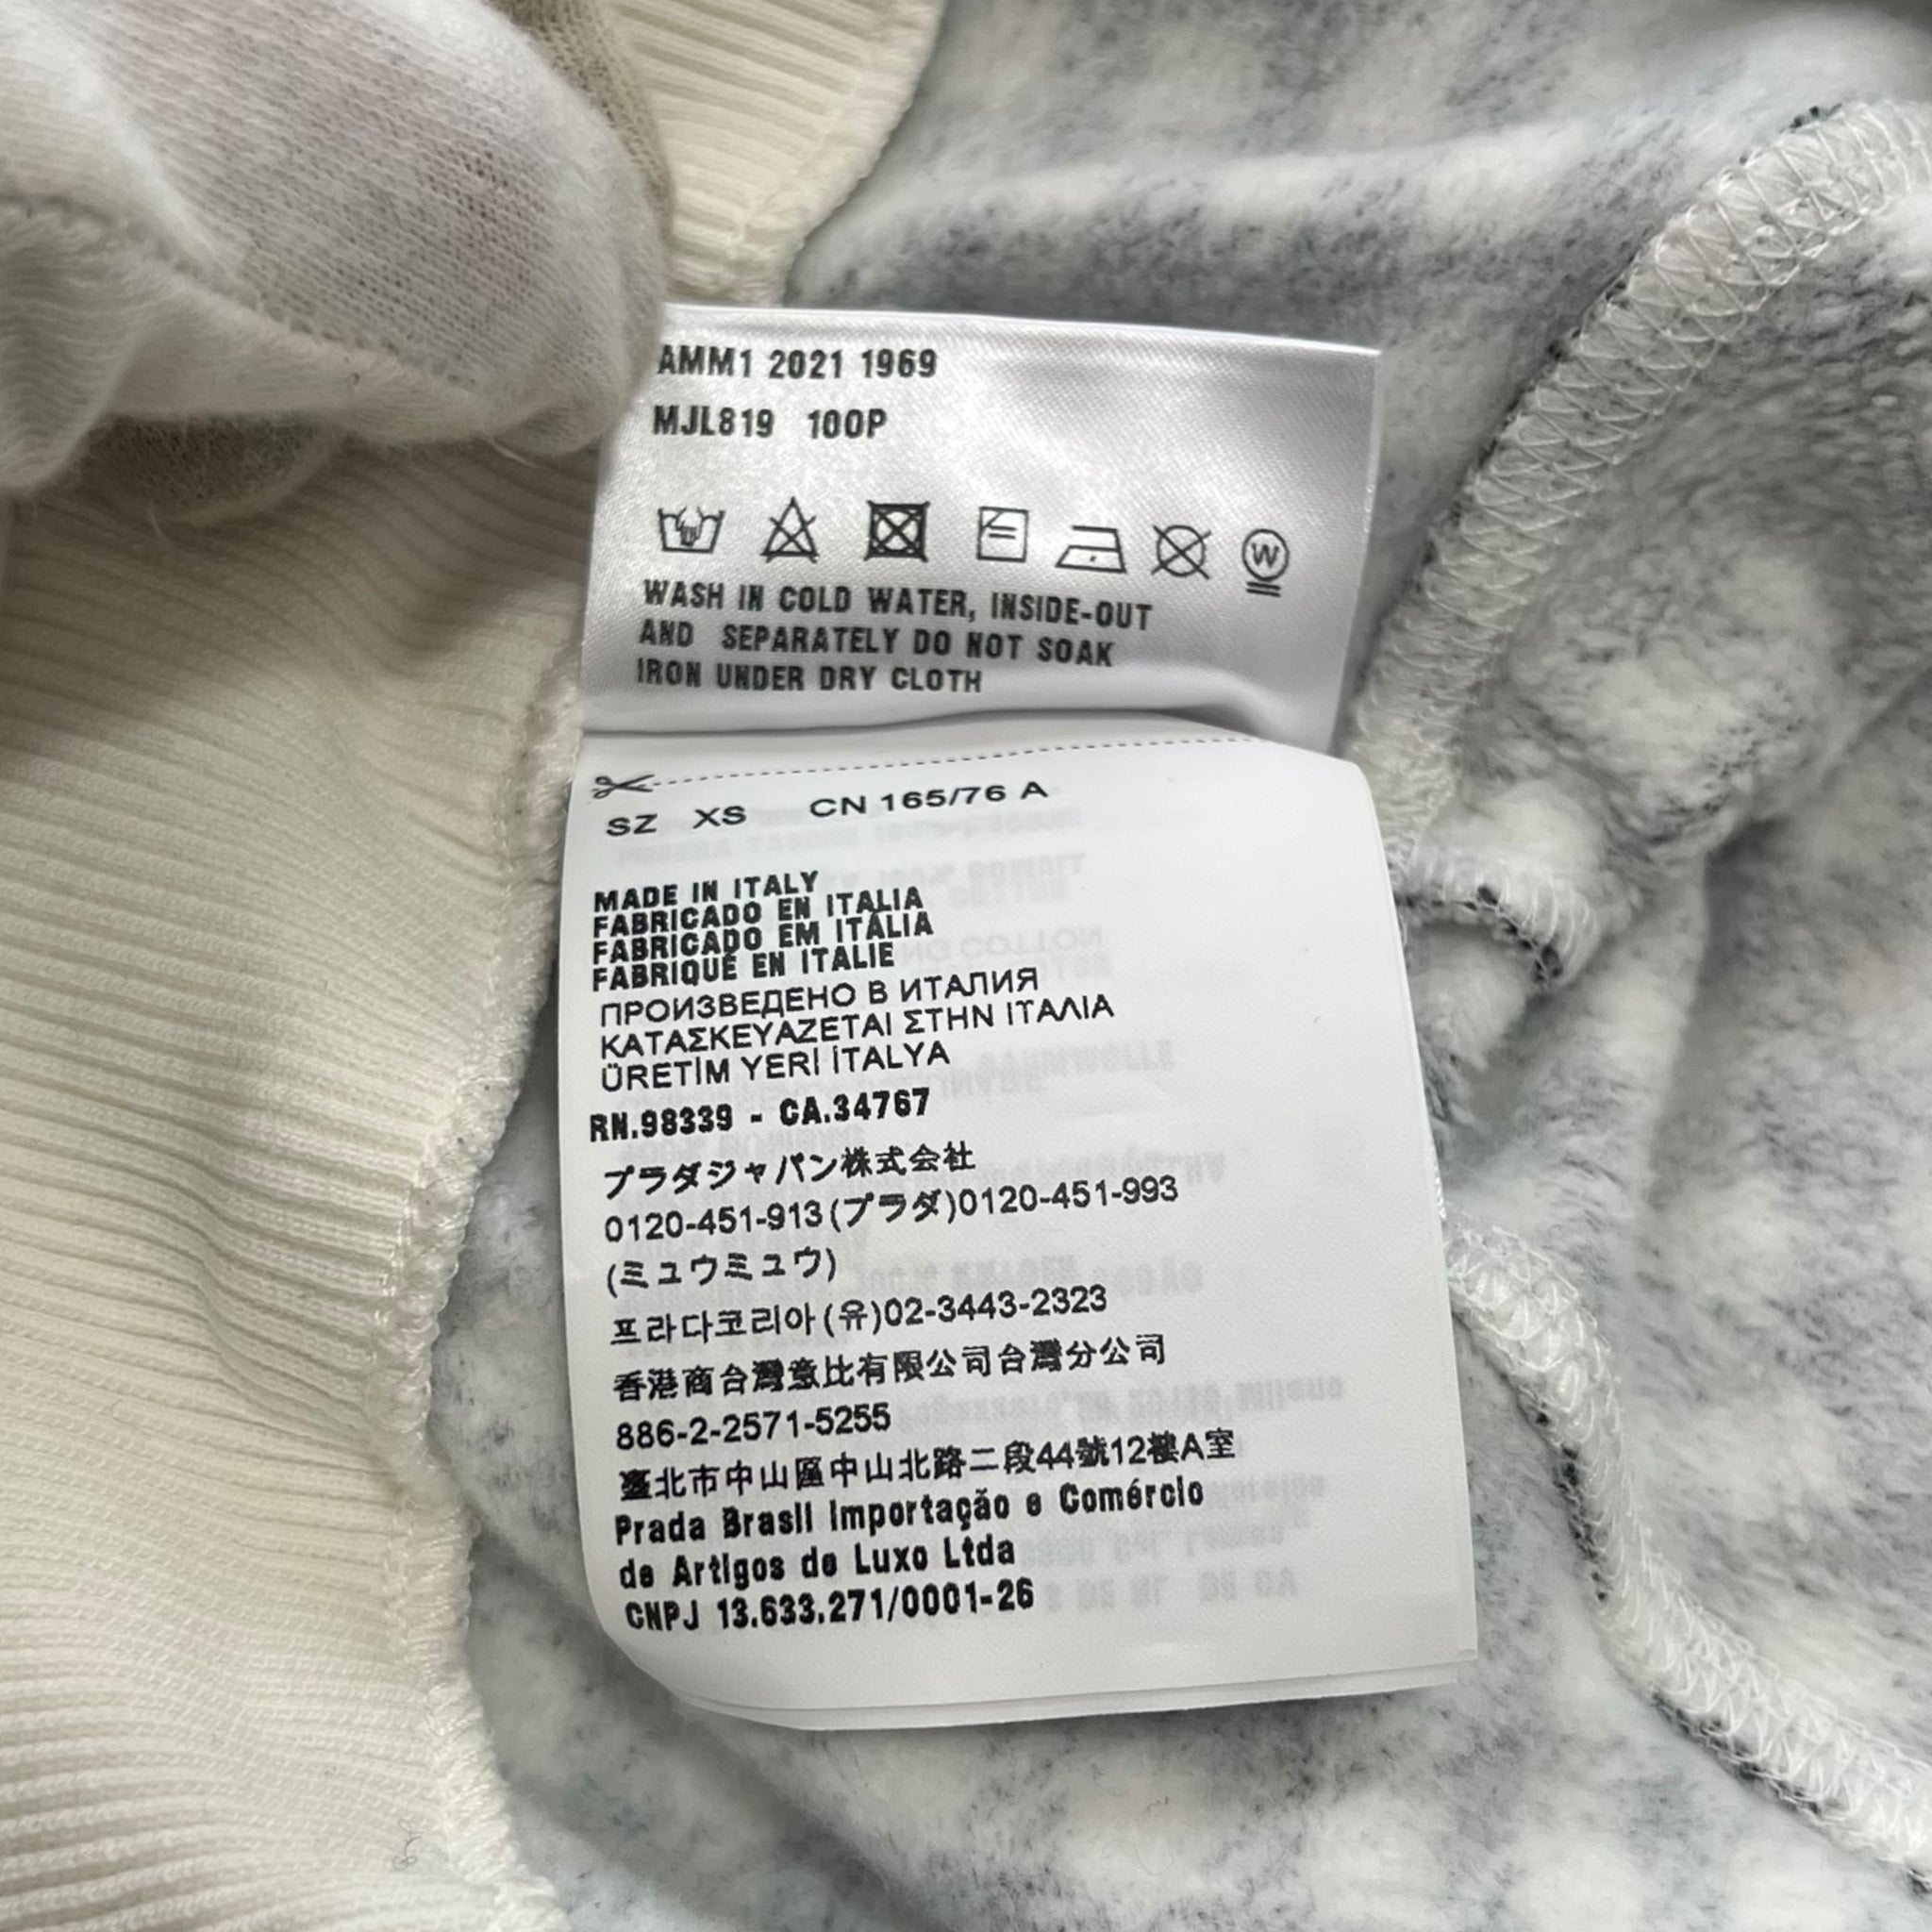 AMM1 2021 1969
MJL819 100P
W
WASH IN COLD WATER, INSIDE-OUT
AND SEPARATELY DO NOT SOAK
IRON UNDER DRY CLOTH
SZ XS CN 165/76 A
MADE IN ITALY
FABRICADO EN ITALIA
FABRICADO EM ITÁLIA
FABRIQUÉ EN ITALIE
ПРОИЗВЕДЕНО В ИТАЛИЯ
ΚΑΤΑΣΚΕΥΑΖΕΤΑΙ ΣΤΗΝ ΙΤΑΛΙΑ
ÜRETİM YERİ İTALYA
RN.98339 - CA.34767
プラダジャパン株式会社
0120-451-913(プラダ)0120-451-993
(ミュウミュウ)
프라다코리아(유)02-3443-2323
香港商台灣意比有限公司台灣分公司
886-2-2571-5255
臺北市中山區中山北路二段44號12樓A室
Prada Brasil Importação e Comércio
de Artigos de Luxo Ltda
CNPJ 13.633.271/0001-26